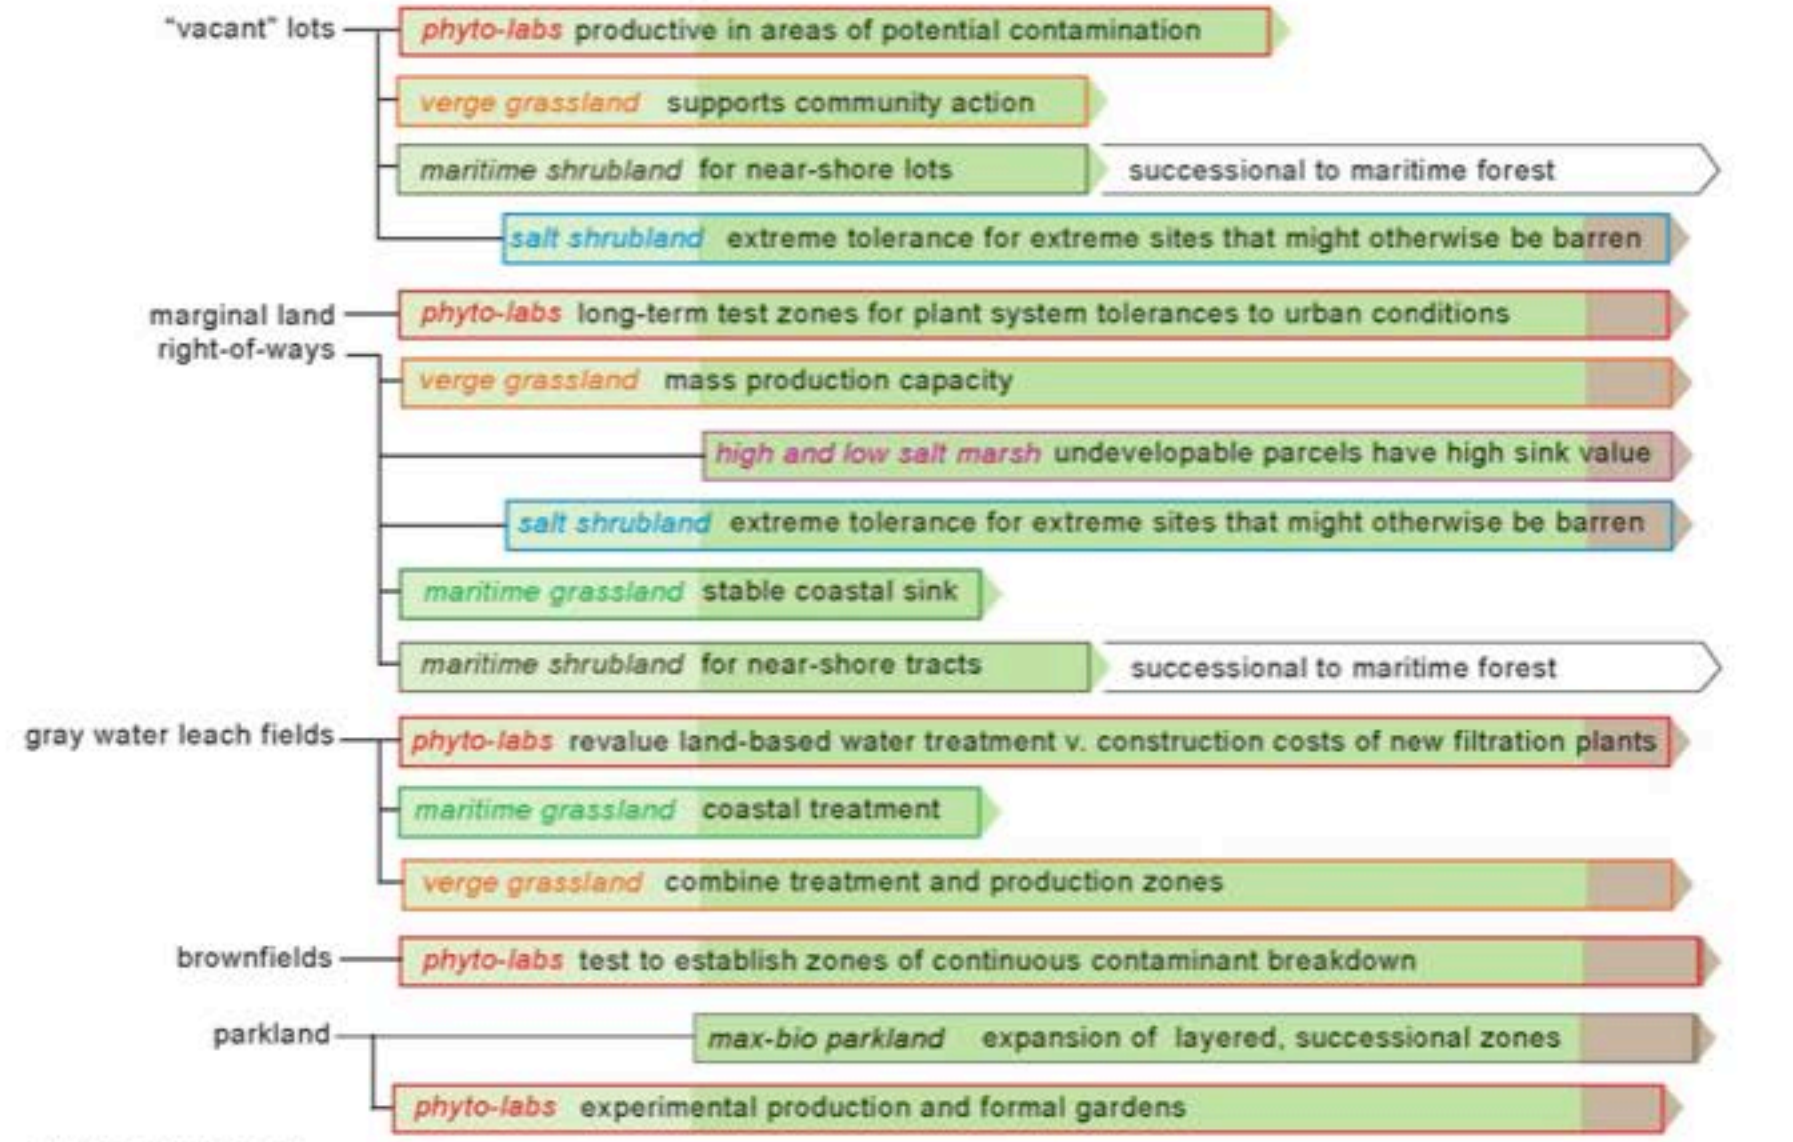 "vacant" lots
phyto-labs productive in areas of potential contamination
verge grassland supports community action
maritime shrubland for near-shore lots successional to maritime forest
salt shrubland extreme tolerance for extreme sites that might otherwise be barren
marginal land
right-of-ways
phyto-labs long-term test zones for plant system tolerances to urban conditions
verge grassland mass production capacity
high and low salt marsh undevelopable parcels have high sink value
salt shrubland extreme tolerance for extreme sites that might otherwise be barren
maritime grassland stable coastal sink
maritime shrubland for near-shore tracts successional to maritime forest
gray water leach fields
phyto-labs revalue land-based water treatment v. construction costs of new filtration plants
maritime grassland coastal treatment
verge grassland combine treatment and production zones
brownfields
phyto-labs test to establish zones of continuous contaminant breakdown
parkland
max-bio parkland expansion of layered, successional zones
phyto-labs experimental production and formal gardens